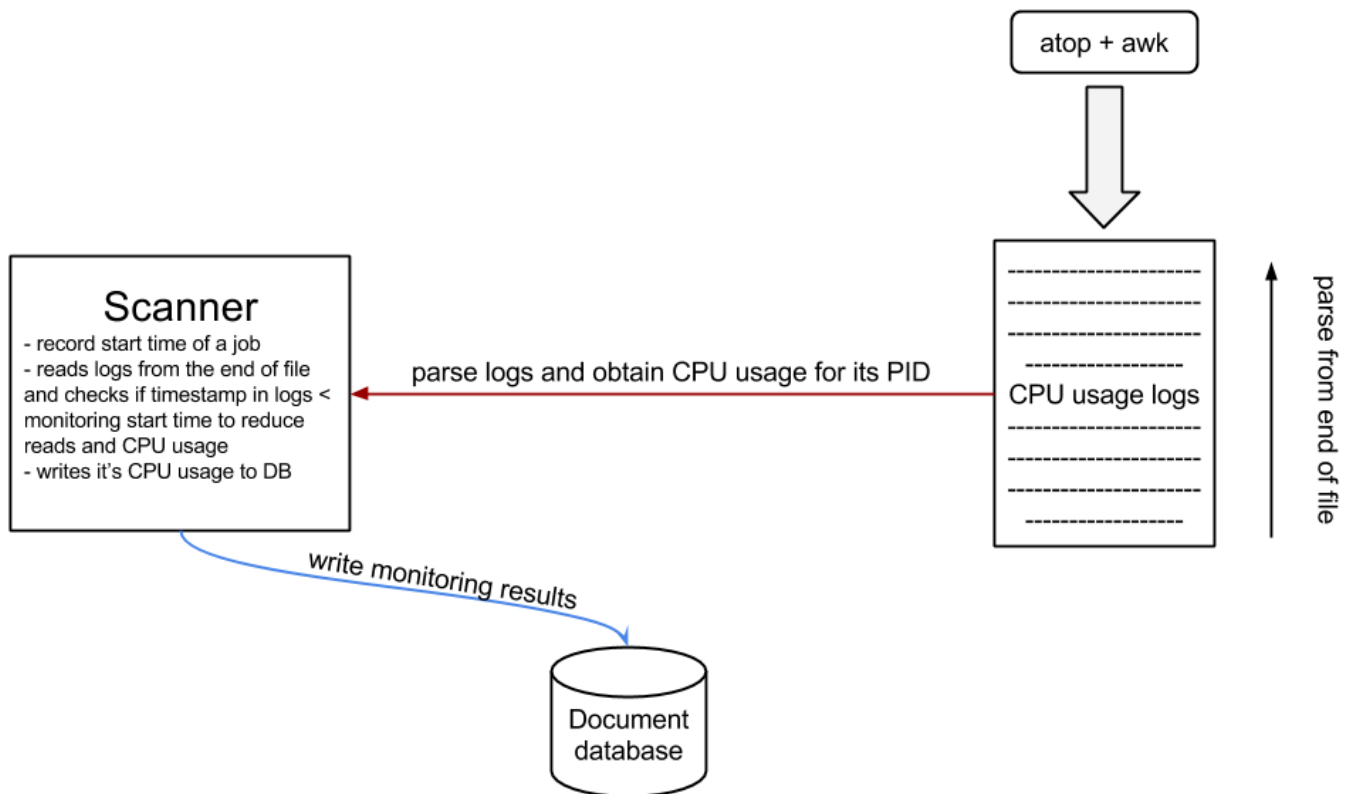 atop + awk
Scanner
- record start time of a job
- reads logs from the end of file
and checks if timestamp in logs <
monitoring start time to reduce
reads and CPU usage
- writes it's CPU usage to DB
parse logs and obtain CPU usage for its PID
CPU usage logs
parse from end of file
write monitoring results
Document
database